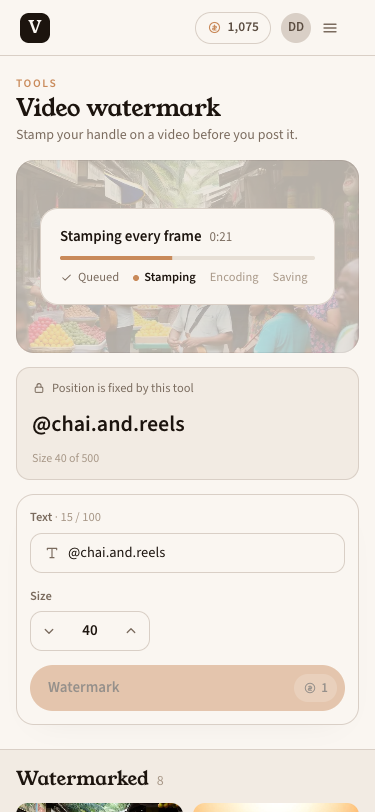 V
1,075
DD
TOOLS
Video watermark
Stamp your handle on a video before you post it.
Stamping every frame 0:21
Queued Stamping Encoding Saving
Position is fixed by this tool
@chai.and.reels
Size 40 of 500
Text · 15 / 100
@chai.and.reels
Size
40
Watermark 1
Watermarked 8